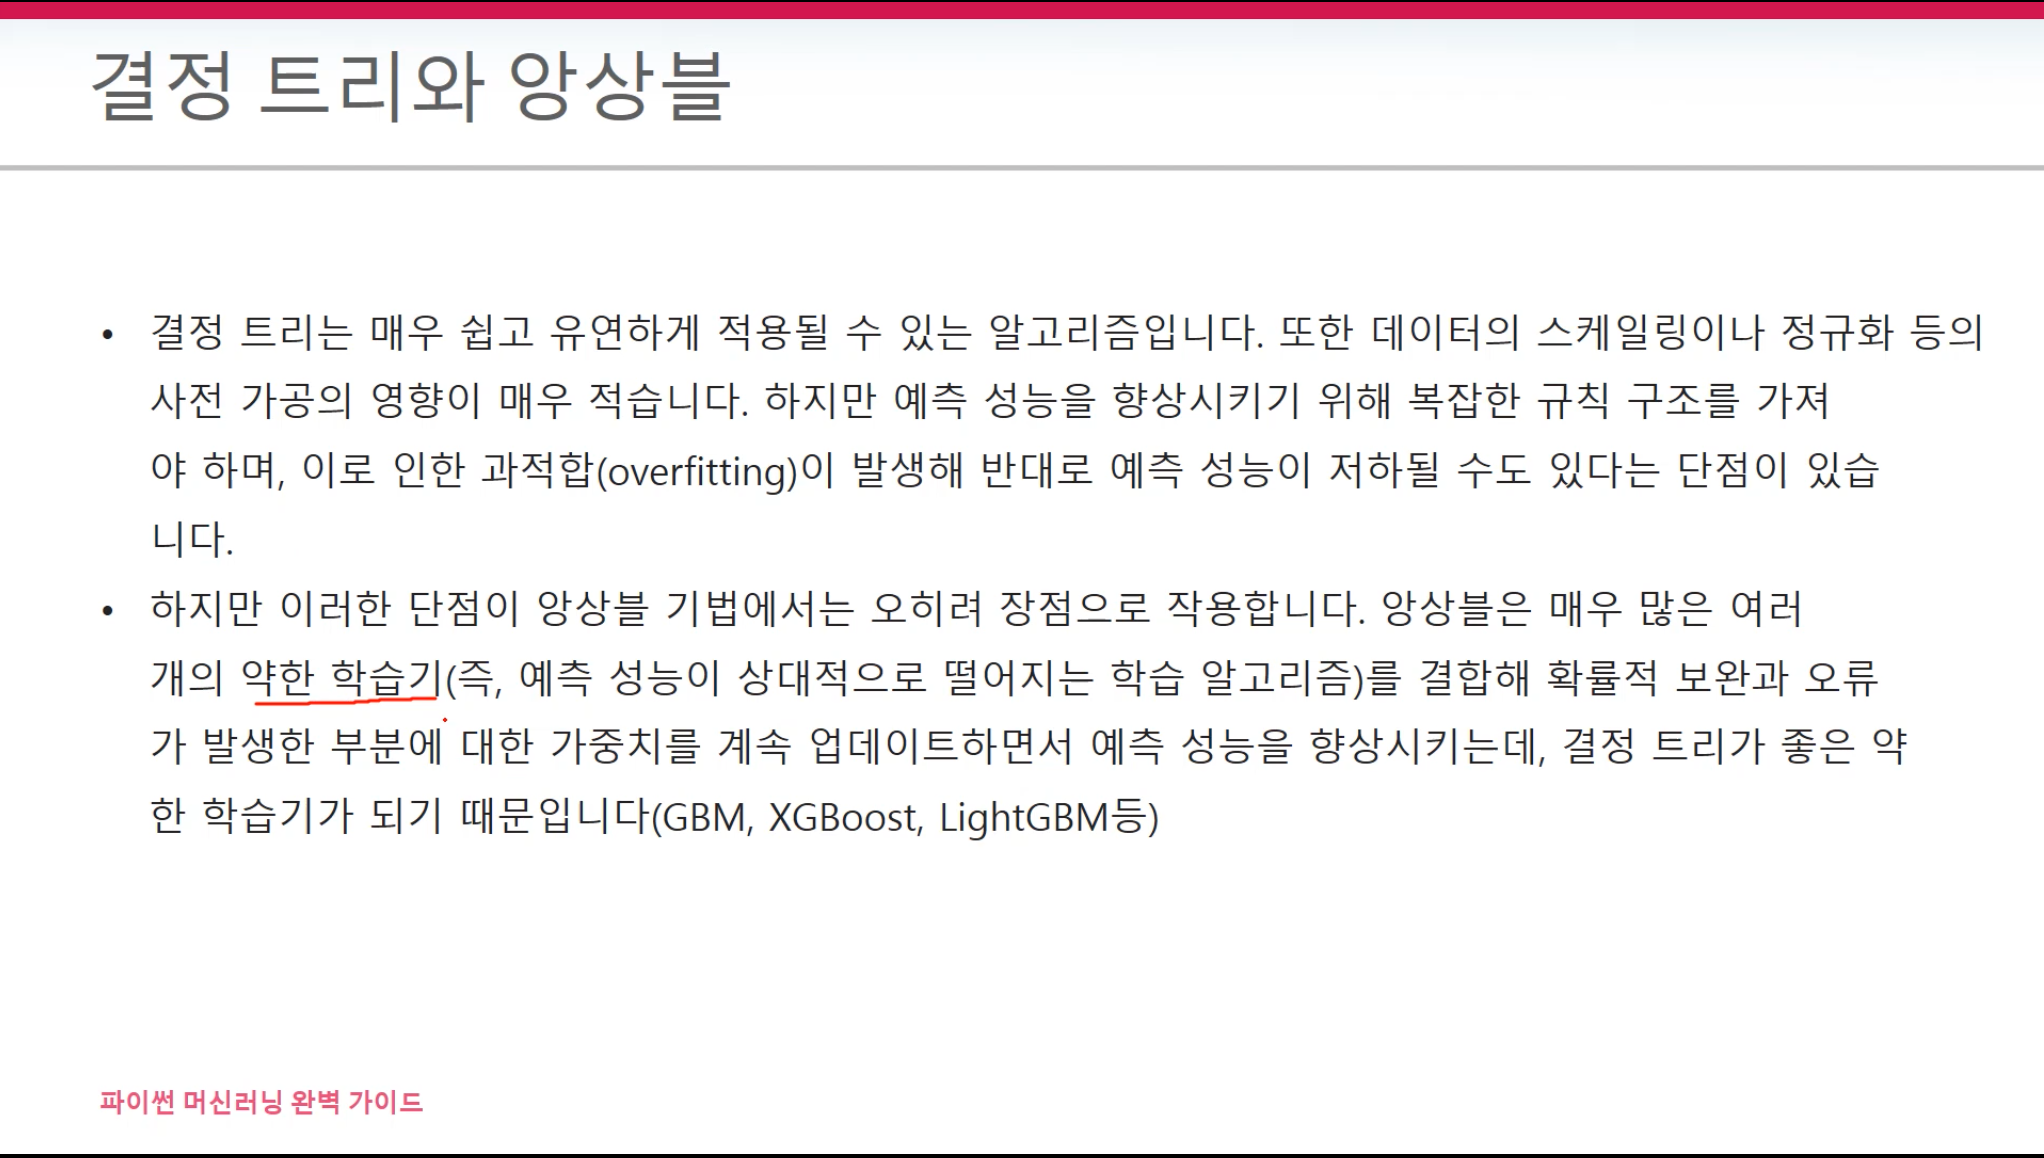 결정 트리와 앙상블
• 결정 트리는 매우 쉽고 유연하게 적용될 수 있는 알고리즘입니다. 또한 데이터의 스케일링이나 정규화 등의
사전 가공의 영향이 매우 적습니다. 하지만 예측 성능을 향상시키기 위해 복잡한 규칙 구조를 가져
야 하며, 이로 인한 과적합(overfitting)이 발생해 반대로 예측 성능이 저하될 수도 있다는 단점이 있습
니다.
• 하지만 이러한 단점이 앙상블 기법에서는 오히려 장점으로 작용합니다. 앙상블은 매우 많은 여러
개의 약한 학습기(즉, 예측 성능이 상대적으로 떨어지는 학습 알고리즘)를 결합해 확률적 보완과 오류
가 발생한 부분에 대한 가중치를 계속 업데이트하면서 예측 성능을 향상시키는데, 결정 트리가 좋은 약
한 학습기가 되기 때문입니다(GBM, XGBoost, LightGBM등)
파이썬 머신러닝 완벽 가이드